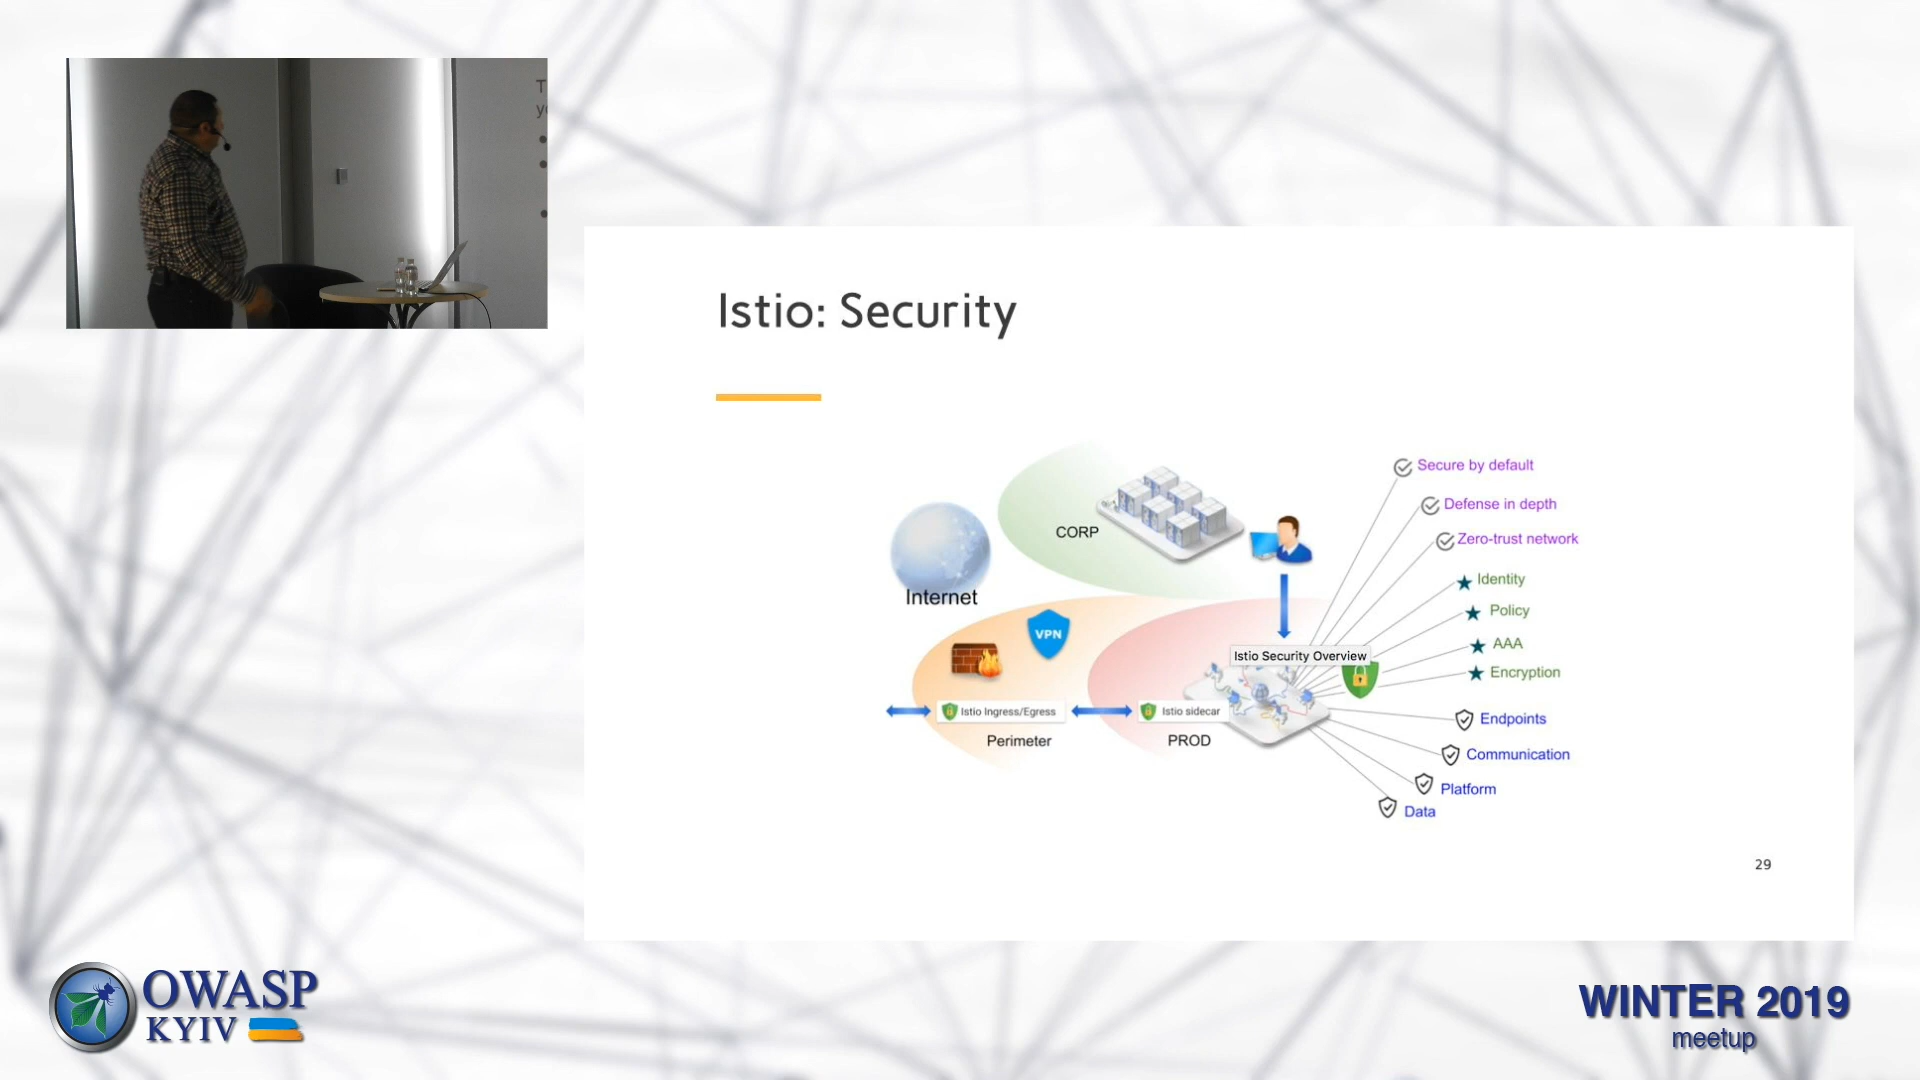 Istio: Security
Secure by default
Defense in depth
CORP
Zero-trust network
Internet
Identity
VPN
Policy
AAA
Istio Security Overview
Encryption
Istio Ingress/Egress
Istio sidecar
Endpoints
Perimeter
PROD
Communication
Platform
Data
29
OWASP
KYIV
WINTER 2019
meetup